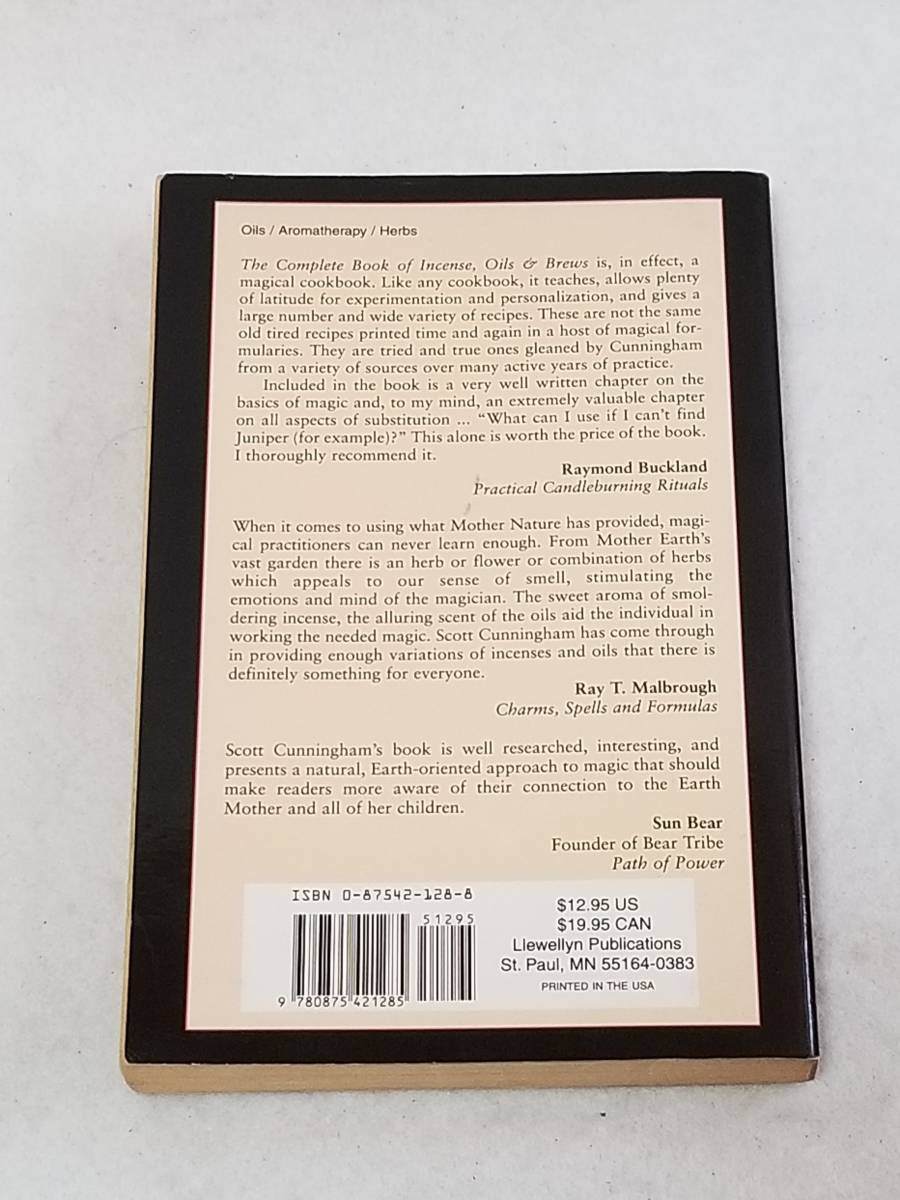 Oils / Aromatherapy / Herbs
The Complete Book of Incense, Oils & Brews is, in effect, a
magical cookbook. Like any cookbook, it teaches, allows plenty
of latitude for experimentation and personalization, and gives a
large number and wide variety of recipes. These are not the same
old tired recipes printed time and again in a host of magical for-
mularies. They are tried and true ones gleaned by Cunningham
from a variety of sources over many active years of practice.
Included in the book is a very well written chapter on the
basics of magic and, to my mind, an extremely valuable chapter
on all aspects of substitution ... “What can I use if I can’t find
Juniper (for example)?” This alone is worth the price of the book.
I thoroughly recommend it.
Raymond Buckland
Practical Candleburning Rituals
When it comes to using what Mother Nature has provided, magi-
cal practitioners can never learn enough. From Mother Earth’s
vast garden there is an herb or flower or combination of herbs
which appeals to our sense of smell, stimulating the
emotions and mind of the magician. The sweet aroma of smol-
dering incense, the alluring scent of the oils aid the individual in
working the needed magic. Scott Cunningham has come through
in providing enough variations of incenses and oils that there is
definitely something for everyone.
Ray T. Malbrough
Charms, Spells and Formulas
Scott Cunningham’s book is well researched, interesting, and
presents a natural, Earth-oriented approach to magic that should
make readers more aware of their connection to the Earth
Mother and all of her children.
Sun Bear
Founder of Bear Tribe
Path of Power
ISBN 0-87542-128-8
51295
9 780875 421285
$12.95 US
$19.95 CAN
Llewellyn Publications
St. Paul, MN 55164-0383
PRINTED IN THE USA